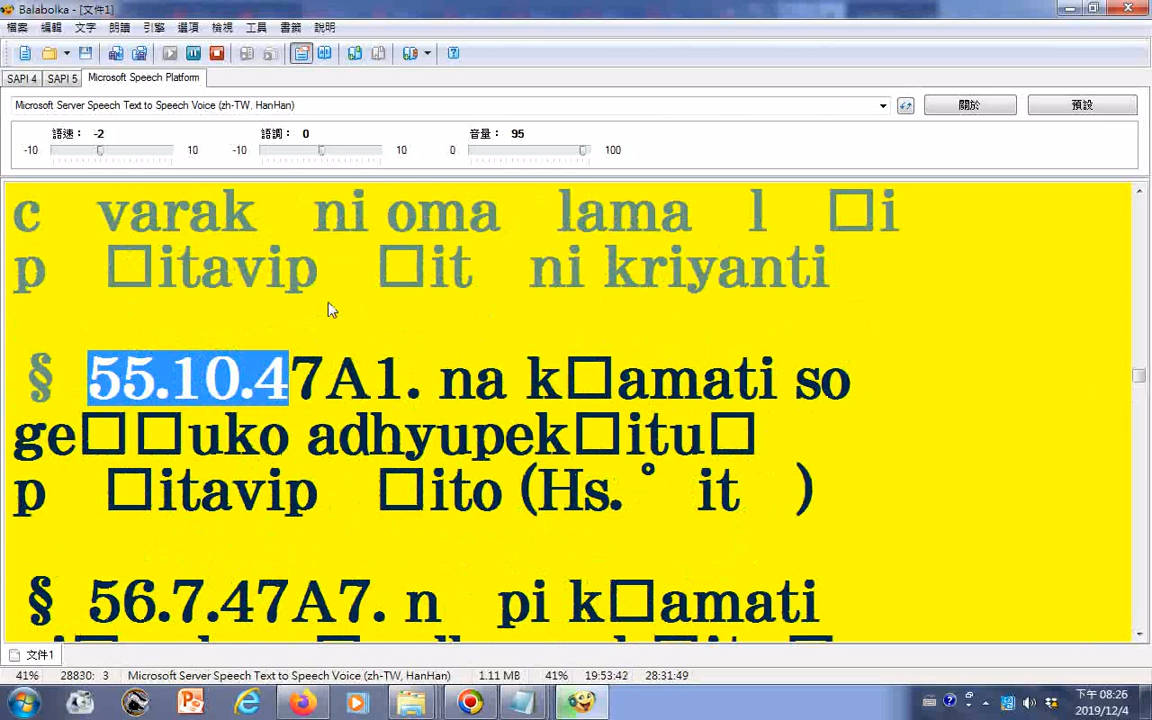 Balabolka - [文件1]
檔案 編輯 文字 朗讀 引擎 選項 檢視 工具 書籤 說明
SAPI 4 SAPI 5 Microsoft Speech Platform
Microsoft Server Speech Text to Speech Voice (zh-TW, HanHan) 關於 預設
語速： -2 語調： 0 音量： 95
-10 10 -10 10 0 100
c varak ni oma lama l □i
p □itavip □it ni kriyanti
§ 55.10.47A1. na k□amati so
ge□□uko adhyupek□itu□
p □itavip □ito (Hs. ° it )
§ 56.7.47A7. n pi k□amati
文件1
41% 28830: 3 Microsoft Server Speech Text to Speech Voice (zh-TW, HanHan) 1.11 MB 41% 19:53:42 28:31:49
下午 08:26
2019/12/4